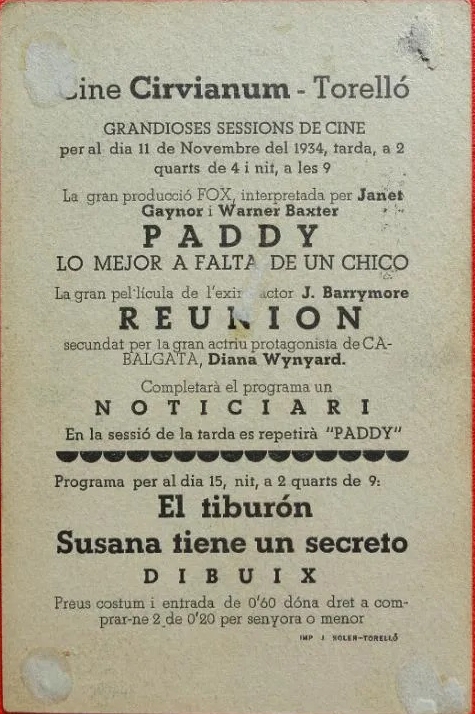 Cine Cirvianum - Torelló
GRANDIOSES SESSIONS DE CINE
per al dia 11 de Novembre del 1934, tarda, a 2
quarts de 4 i nit, a les 9
La gran producció FOX, interpretada per Janet
Gaynor i Warner Baxter
PADDY
LO MEJOR A FALTA DE UN CHICO
La gran pel·lícula de l'exim actor J. Barrymore
REUNION
secundat per la gran actriu protagonista de CA-
BALGATA, Diana Wynyard.
Completarà el programa un
NOTICIARI
En la sessió de la tarda es repetirà "PADDY"
Programa per al dia 15, nit, a 2 quarts de 9:
El tiburón
Susana tiene un secreto
DIBUIX
Preus costum i entrada de 0'60 dóna dret a com-
prar-ne 2 de 0'20 per senyora o menor
IMP J SOLER-TORELLÓ